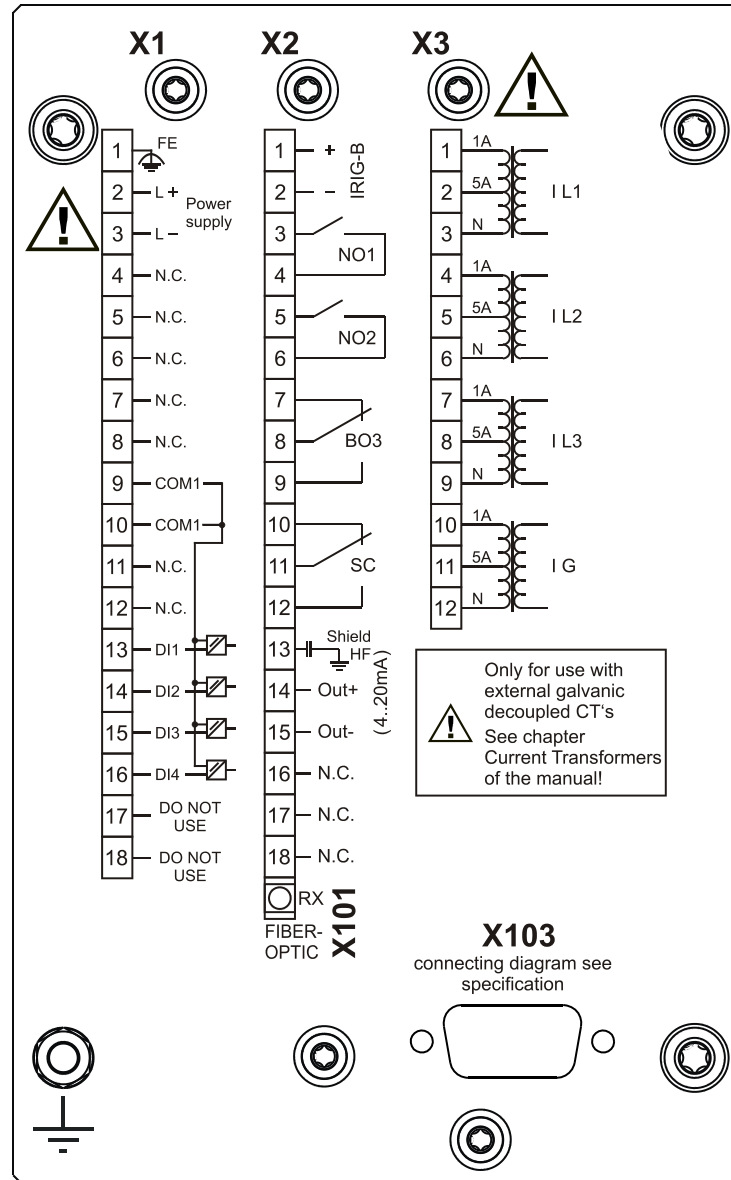 X1
X2
X3
1 FE
2 L+
Power
supply
3 L–
4 N.C.
5 N.C.
6 N.C.
7 N.C.
8 N.C.
9 COM1
10 COM1
11 N.C.
12 N.C.
13 DI1
14 DI2
15 DI3
16 DI4
17 DO NOT
USE
18 DO NOT
USE
1 +
2 –
IRIG-B
3
4
NO1
5
6
NO2
7
8 BO3
9
10
11 SC
12
13 Shield
HF
14 Out+
15 Out-
(4..20mA)
16 N.C.
17 N.C.
18 N.C.
RX
X101
FIBER-
OPTIC
1 1A
2 5A I L1
3 N
4 1A
5 5A I L2
6 N
7 1A
8 5A I L3
9 N
10 1A
11 5A I G
12 N
!
!
!
Only for use with
external galvanic
decoupled CT‘s
See chapter
Current Transformers
of the manual!
X103
connecting diagram see
specification